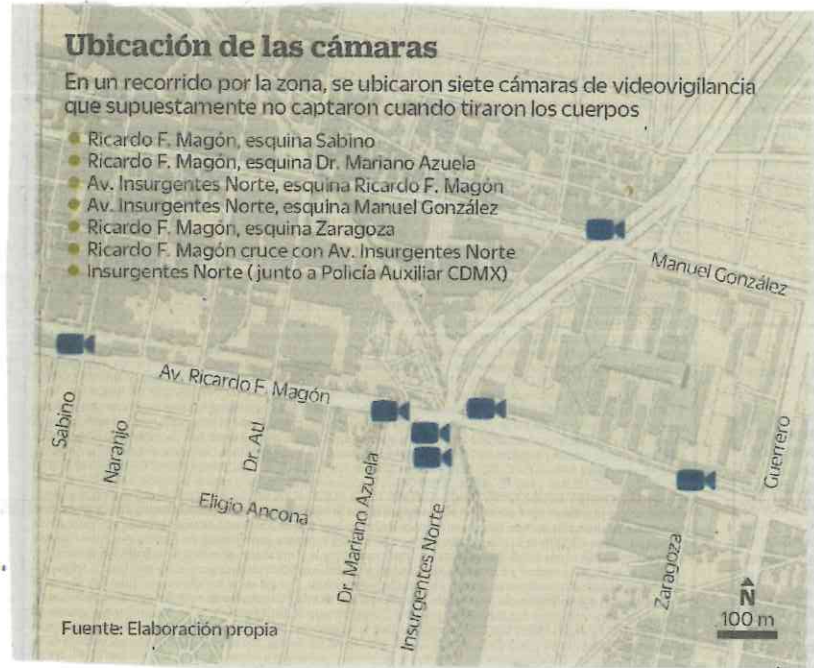 Ubicación de las cámaras
En un recorrido por la zona, se ubicaron siete cámaras de videovigilancia
que supuestamente no captaron cuando tiraron los cuerpos
Ricardo F. Magón, esquina Sabino
Ricardo F. Magón, esquina Dr. Mariano Azuela
Av. Insurgentes Norte, esquina Ricardo F. Magón
Av. Insurgentes Norte, esquina Manuel González
Ricardo F. Magón, esquina Zaragoza
Ricardo F. Magón cruce con Av. Insurgentes Norte
Insurgentes Norte (junto a Policía Auxiliar CDMX)
Manuel González
Av. Ricardo F. Magón
Sabino
Naranjo
Dr. Atl
Eligio Ancona
Dr. Mariano Azuela
Insurgentes Norte
Guerrero
Zaragoza
N
100 m
Fuente: Elaboración propia